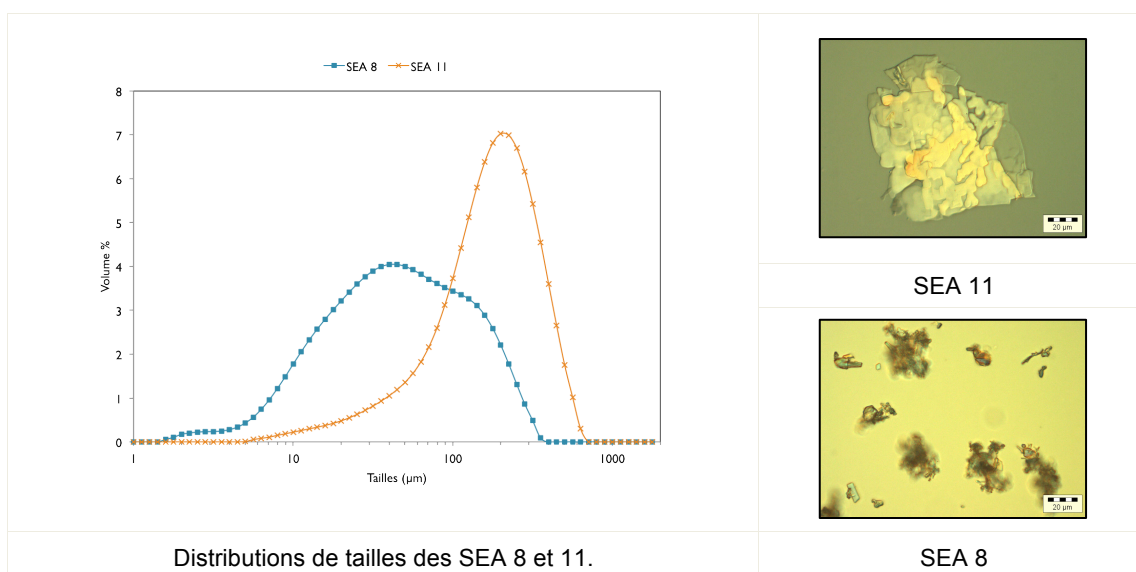 SEA 8 SEA 11
8
7
6
5
4
3
2
1
0
Volume %
1 10 100 1000
Tailles (µm)
20 µm
SEA 11
20 µm
Distributions de tailles des SEA 8 et 11.
SEA 8